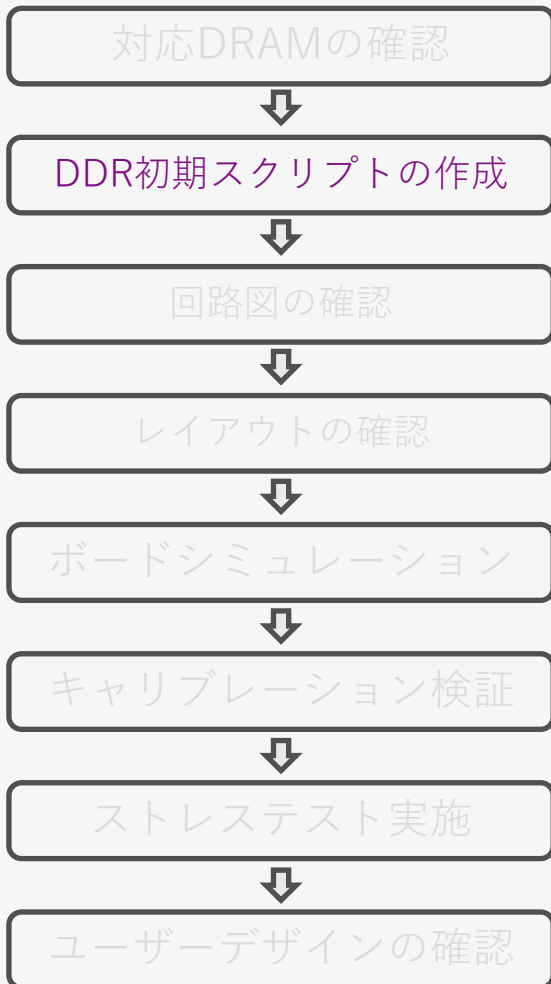 対応DRAMの確認
DDR初期スクリプトの作成
回路図の確認
レイアウトの確認
ボードシミュレーション
キャリブレーション検証
ストレステスト実施
ユーザーデザインの確認